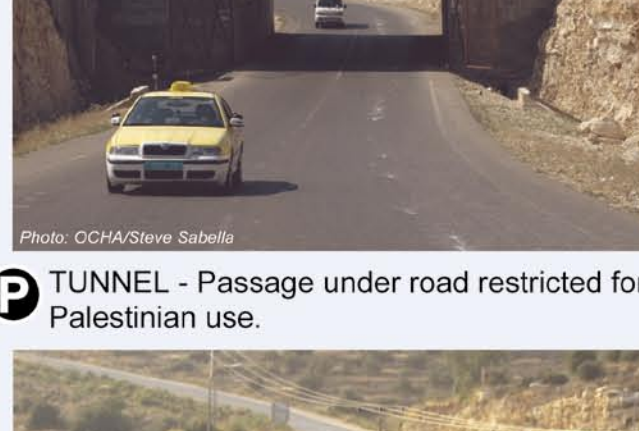 Photo: OCHA/Steve Sabella
P TUNNEL - Passage under road restricted for
Palestinian use.